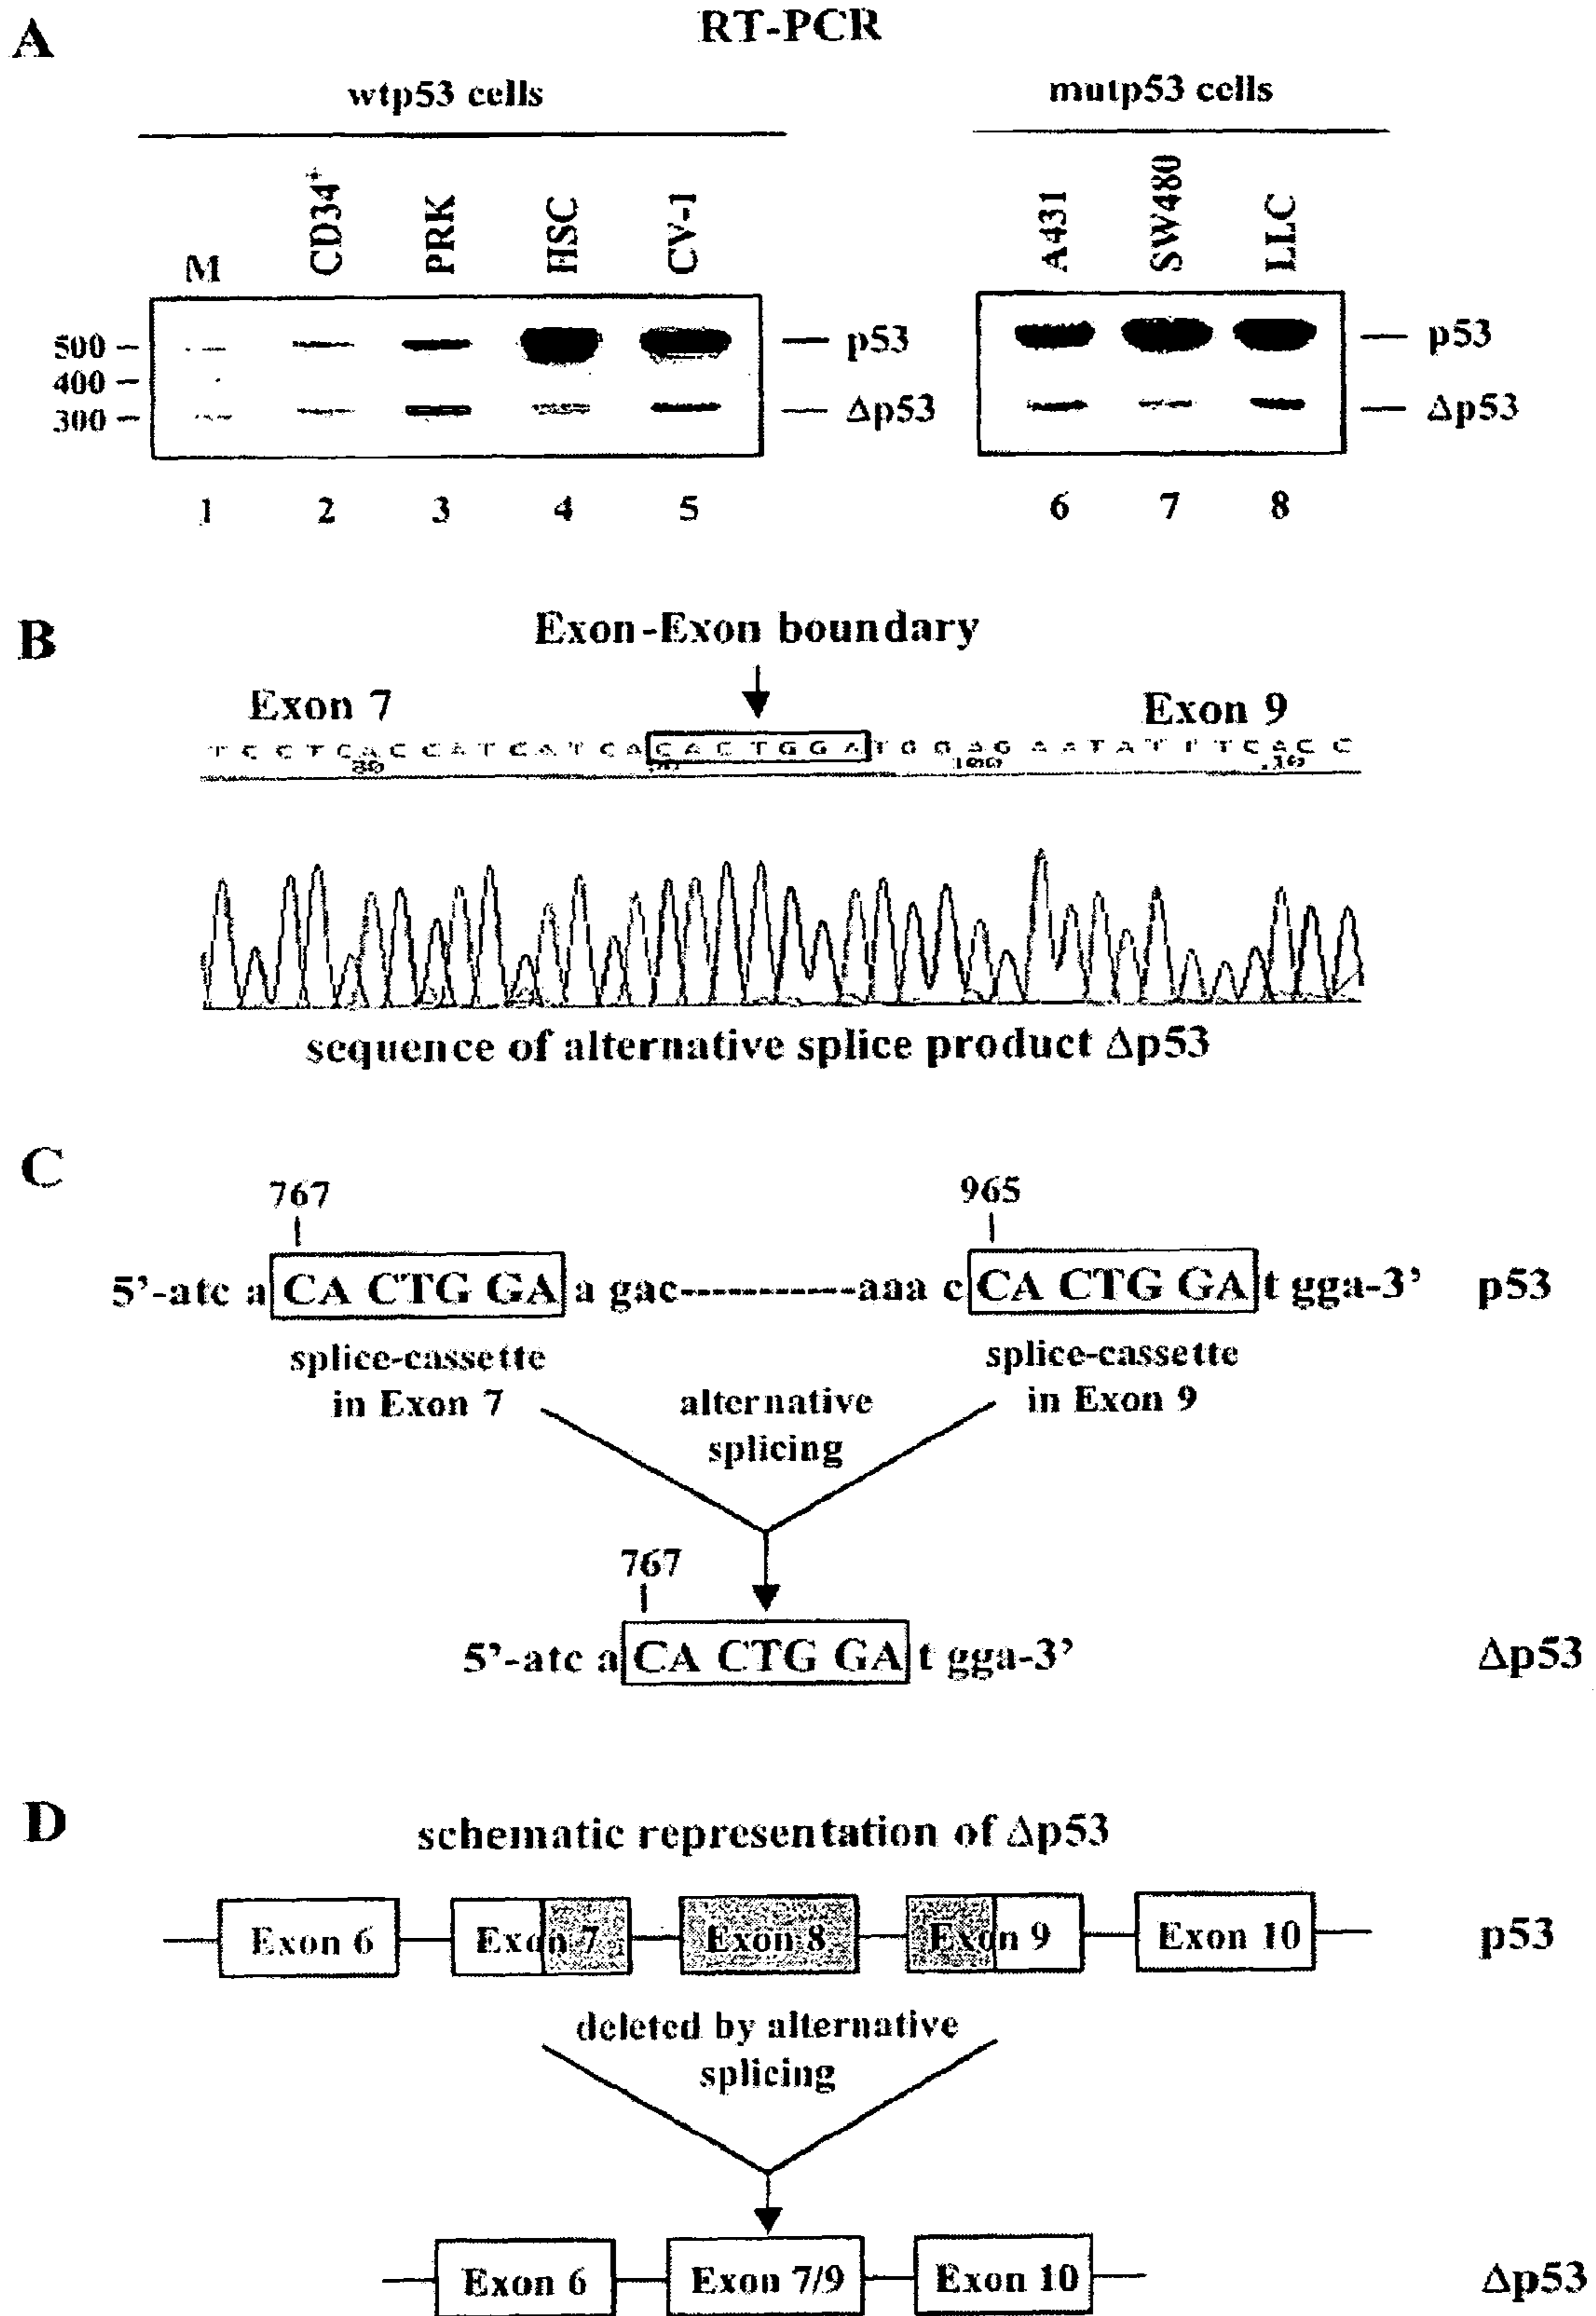 A
RT-PCR
wtp53 cells
mutp53 cells
M
CD34+
PRK
HSC
CV-1
A431
SW480
LLC
500
400
300
p53
Δp53
p53
Δp53
1 2 3 4 5 6 7 8
B
Exon-Exon boundary
Exon 7
Exon 9
T C C T C A C C A T C A T C A C A C T G G A T G G A G A A T A T T T C A C C
80 90 100
sequence of alternative splice product Δp53
C
767
965
5'-atc a CA CTG GA a gac-----------aaa c CA CTG GA t gga-3' p53
splice-cassette
in Exon 7
splice-cassette
in Exon 9
alternative
splicing
767
5'-atc a CA CTG GA t gga-3' Δp53
D
schematic representation of Δp53
Exon 6 Exon 7 Exon 8 Exon 9 Exon 10 p53
deleted by alternative
splicing
Exon 6 Exon 7/9 Exon 10 Δp53